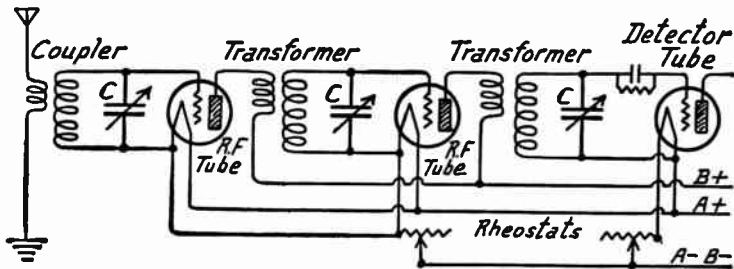 Coupler
Transformer
Transformer
Detector
Tube
C
C
C
R.F
Tube
R.F
Tube
B+
A+
Rheostats
A- B-